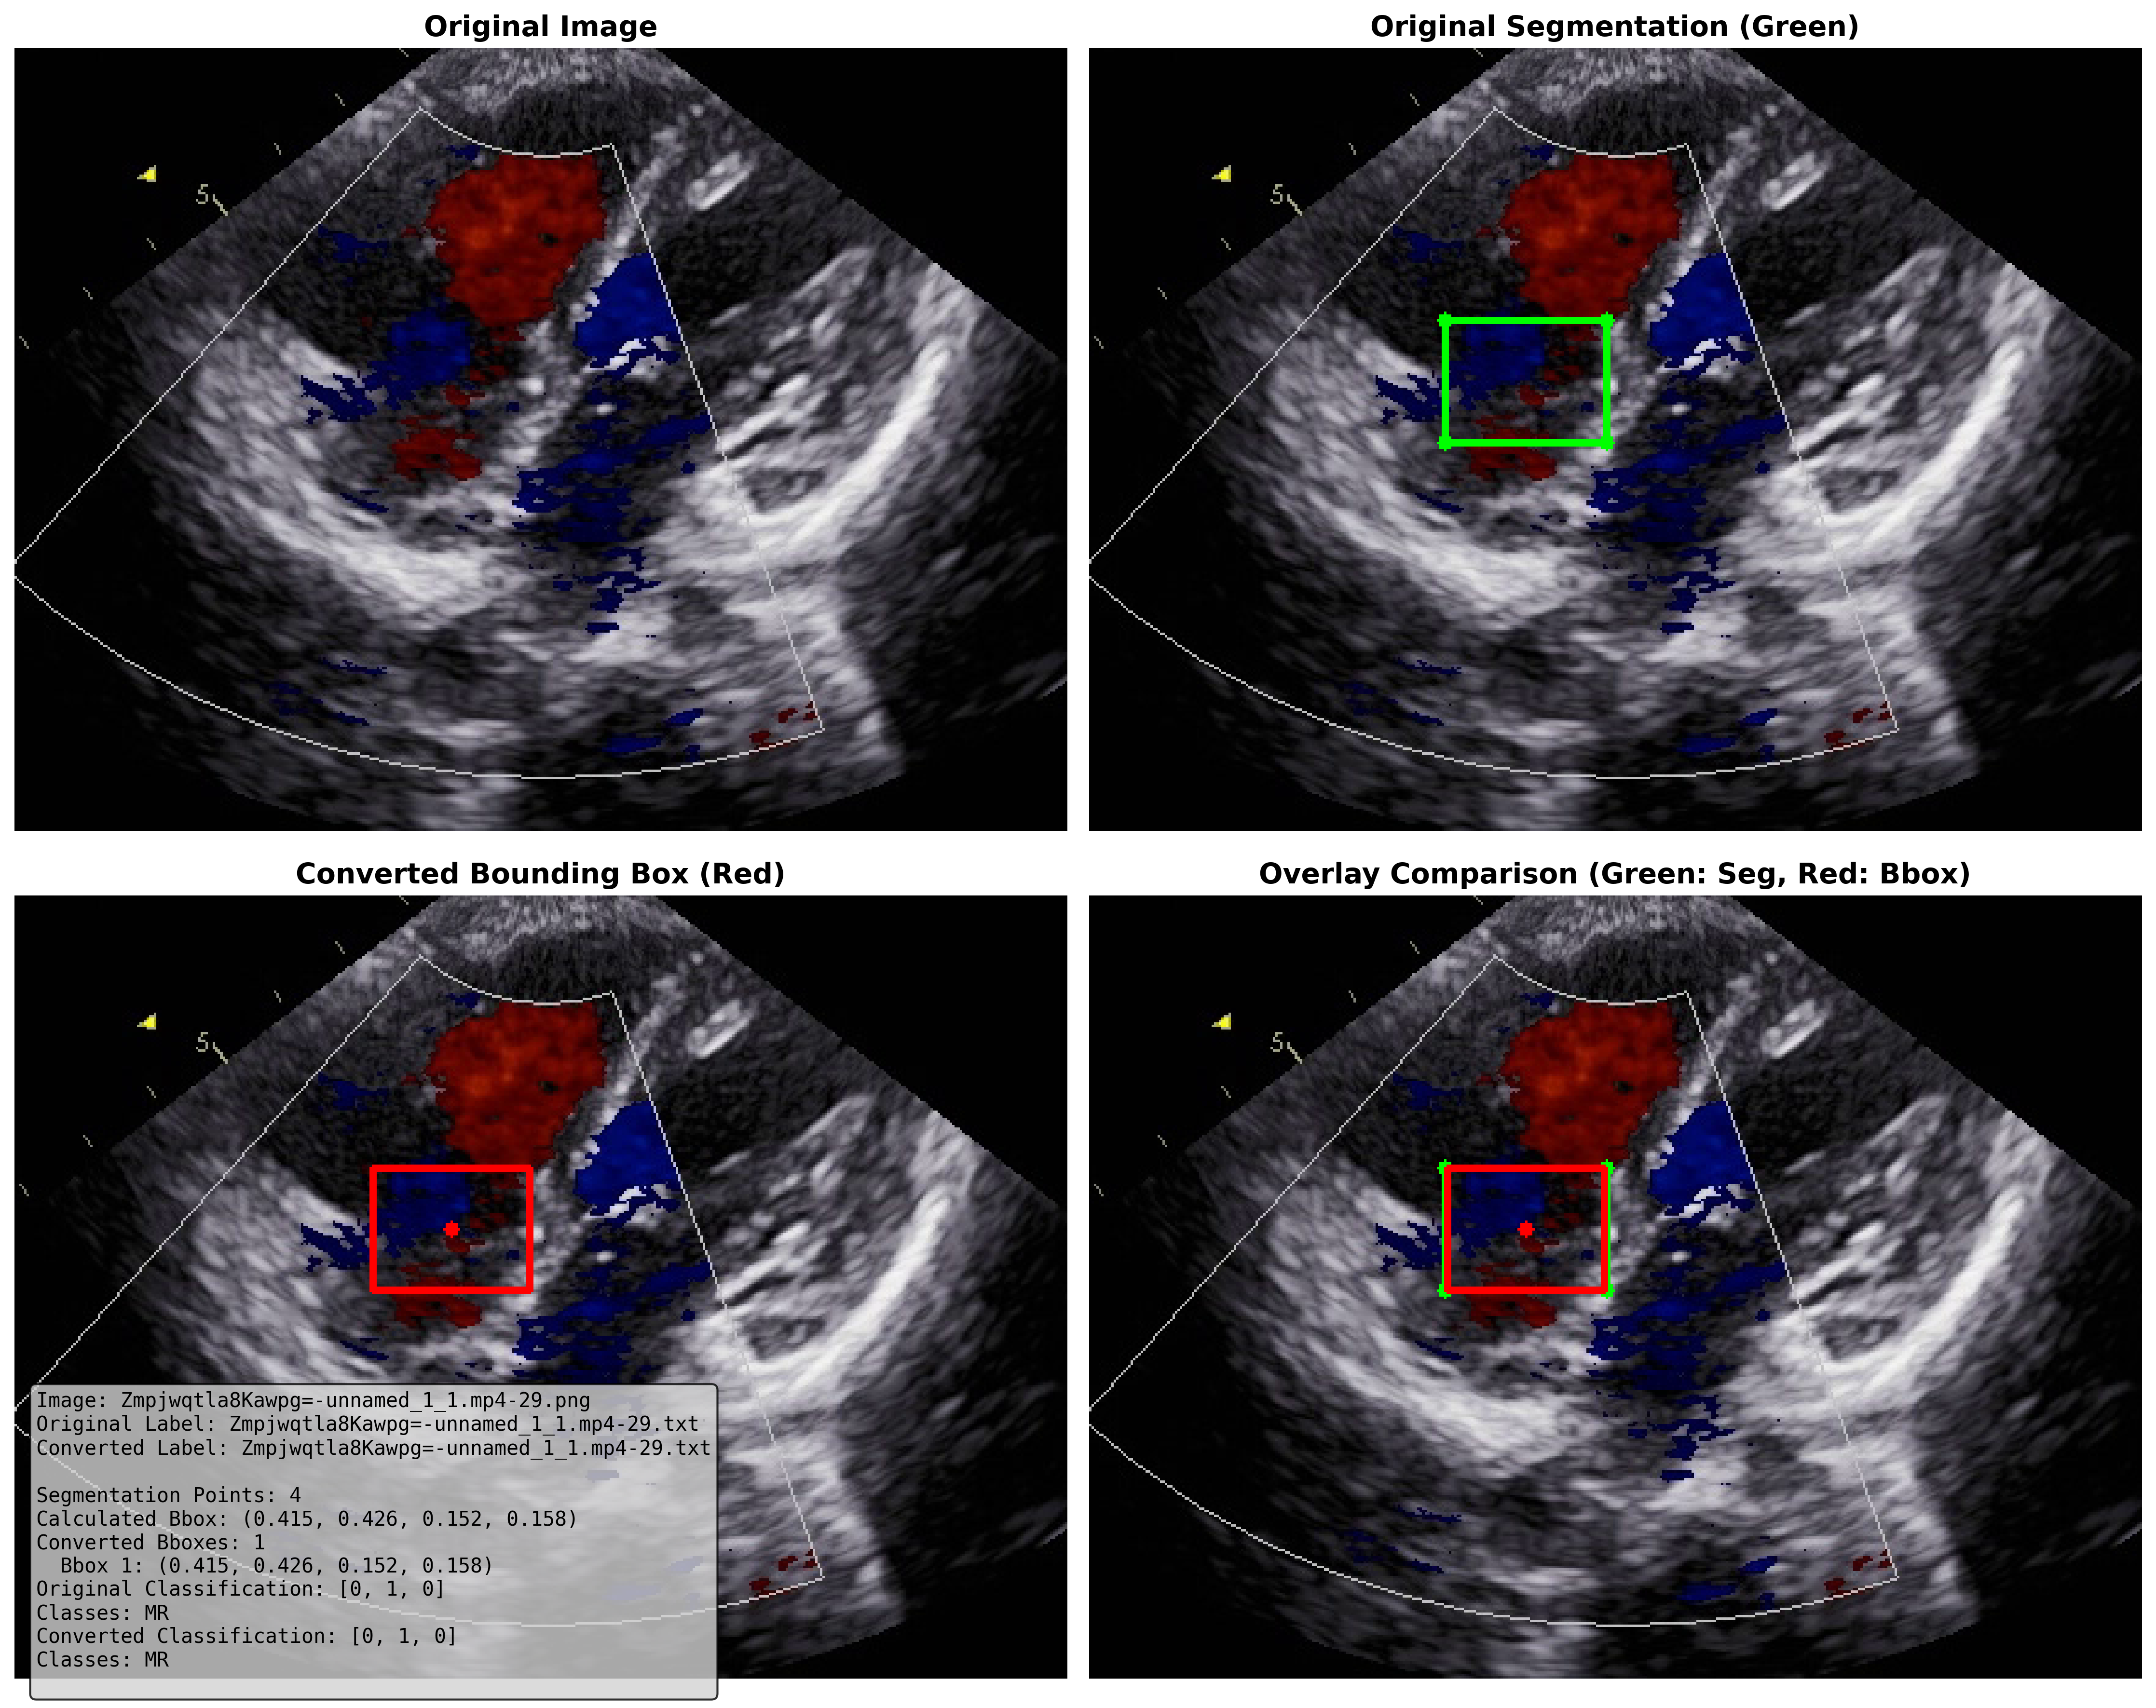 Original Image
Original Segmentation (Green)
5
5
Converted Bounding Box (Red)
Overlay Comparison (Green: Seg, Red: Bbox)
5
5
Image: Zmpjwqtla8Kawpg=-unnamed_1_1.mp4-29.png
Original Label: Zmpjwqtla8Kawpg=-unnamed_1_1.mp4-29.txt
Converted Label: Zmpjwqtla8Kawpg=-unnamed_1_1.mp4-29.txt
Segmentation Points: 4
Calculated Bbox: (0.415, 0.426, 0.152, 0.158)
Converted Bboxes: 1
Bbox 1: (0.415, 0.426, 0.152, 0.158)
Original Classification: [0, 1, 0]
Classes: MR
Converted Classification: [0, 1, 0]
Classes: MR